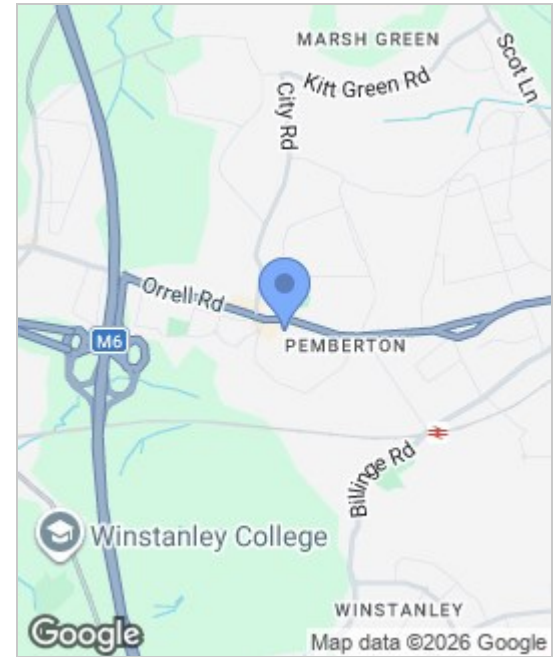 MARSH GREEN
Kitt Green Rd
Scot Ln
City Rd
Orrell Rd
M6
PEMBERTON
Billinge Rd
Winstanley College
WINSTANLEY
Google
Map data ©2026 Google